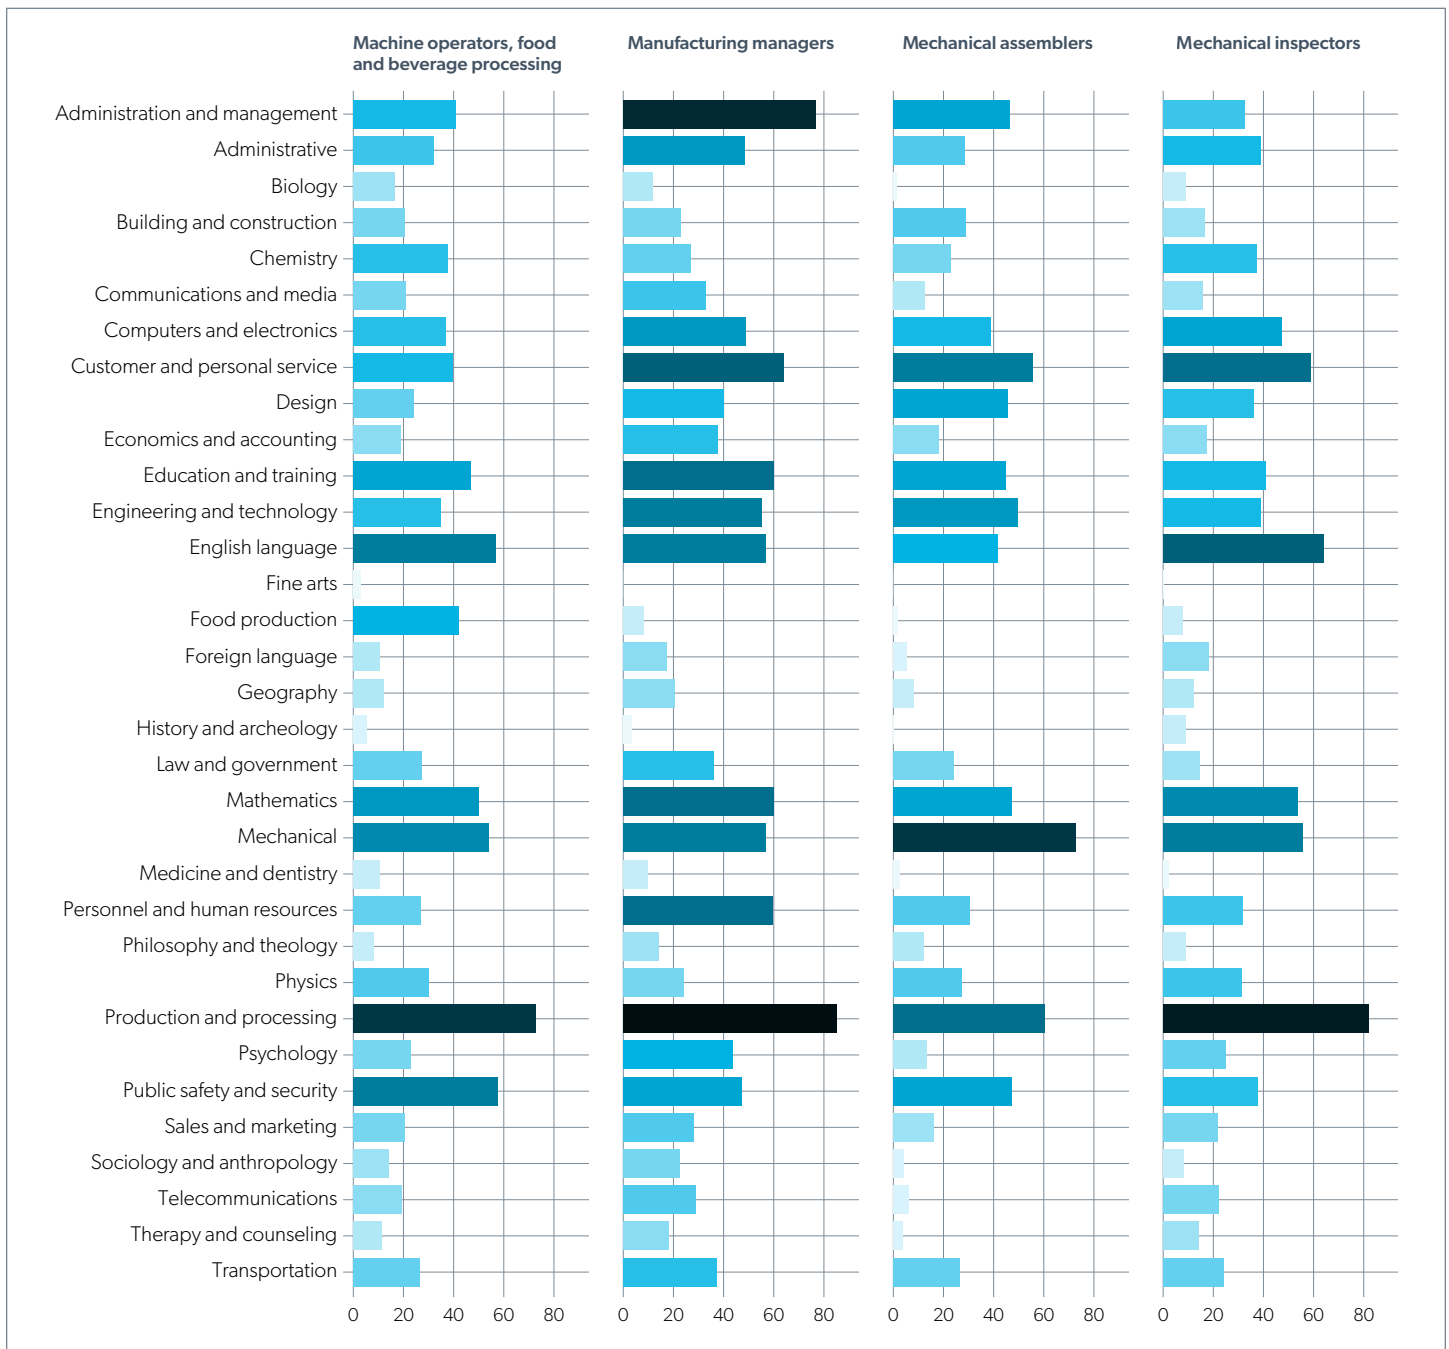 Machine operators, food
and beverage processing
Manufacturing managers
Mechanical assemblers
Mechanical inspectors
Administration and management
Administrative
Biology
Building and construction
Chemistry
Communications and media
Computers and electronics
Customer and personal service
Design
Economics and accounting
Education and training
Engineering and technology
English language
Fine arts
Food production
Foreign language
Geography
History and archeology
Law and government
Mathematics
Mechanical
Medicine and dentistry
Personnel and human resources
Philosophy and theology
Physics
Production and processing
Psychology
Public safety and security
Sales and marketing
Sociology and anthropology
Telecommunications
Therapy and counseling
Transportation
0 20 40 60 80 0 20 40 60 80 0 20 40 60 80 0 20 40 60 80